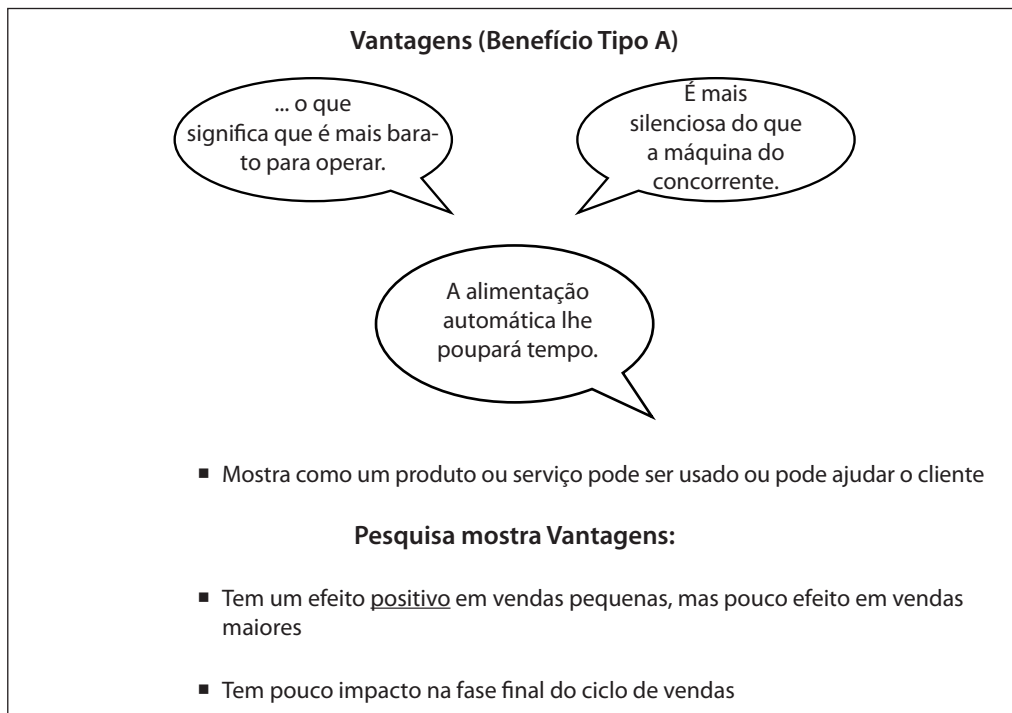 Vantagens (Benefício Tipo A)
... o que
significa que é mais bara-
to para operar.
É mais
silenciosa do que
a máquina do
concorrente.
A alimentação
automática lhe
poupará tempo.
▪ Mostra como um produto ou serviço pode ser usado ou pode ajudar o cliente
Pesquisa mostra Vantagens:
▪ Tem um efeito positivo em vendas pequenas, mas pouco efeito em vendas
maiores
▪ Tem pouco impacto na fase final do ciclo de vendas